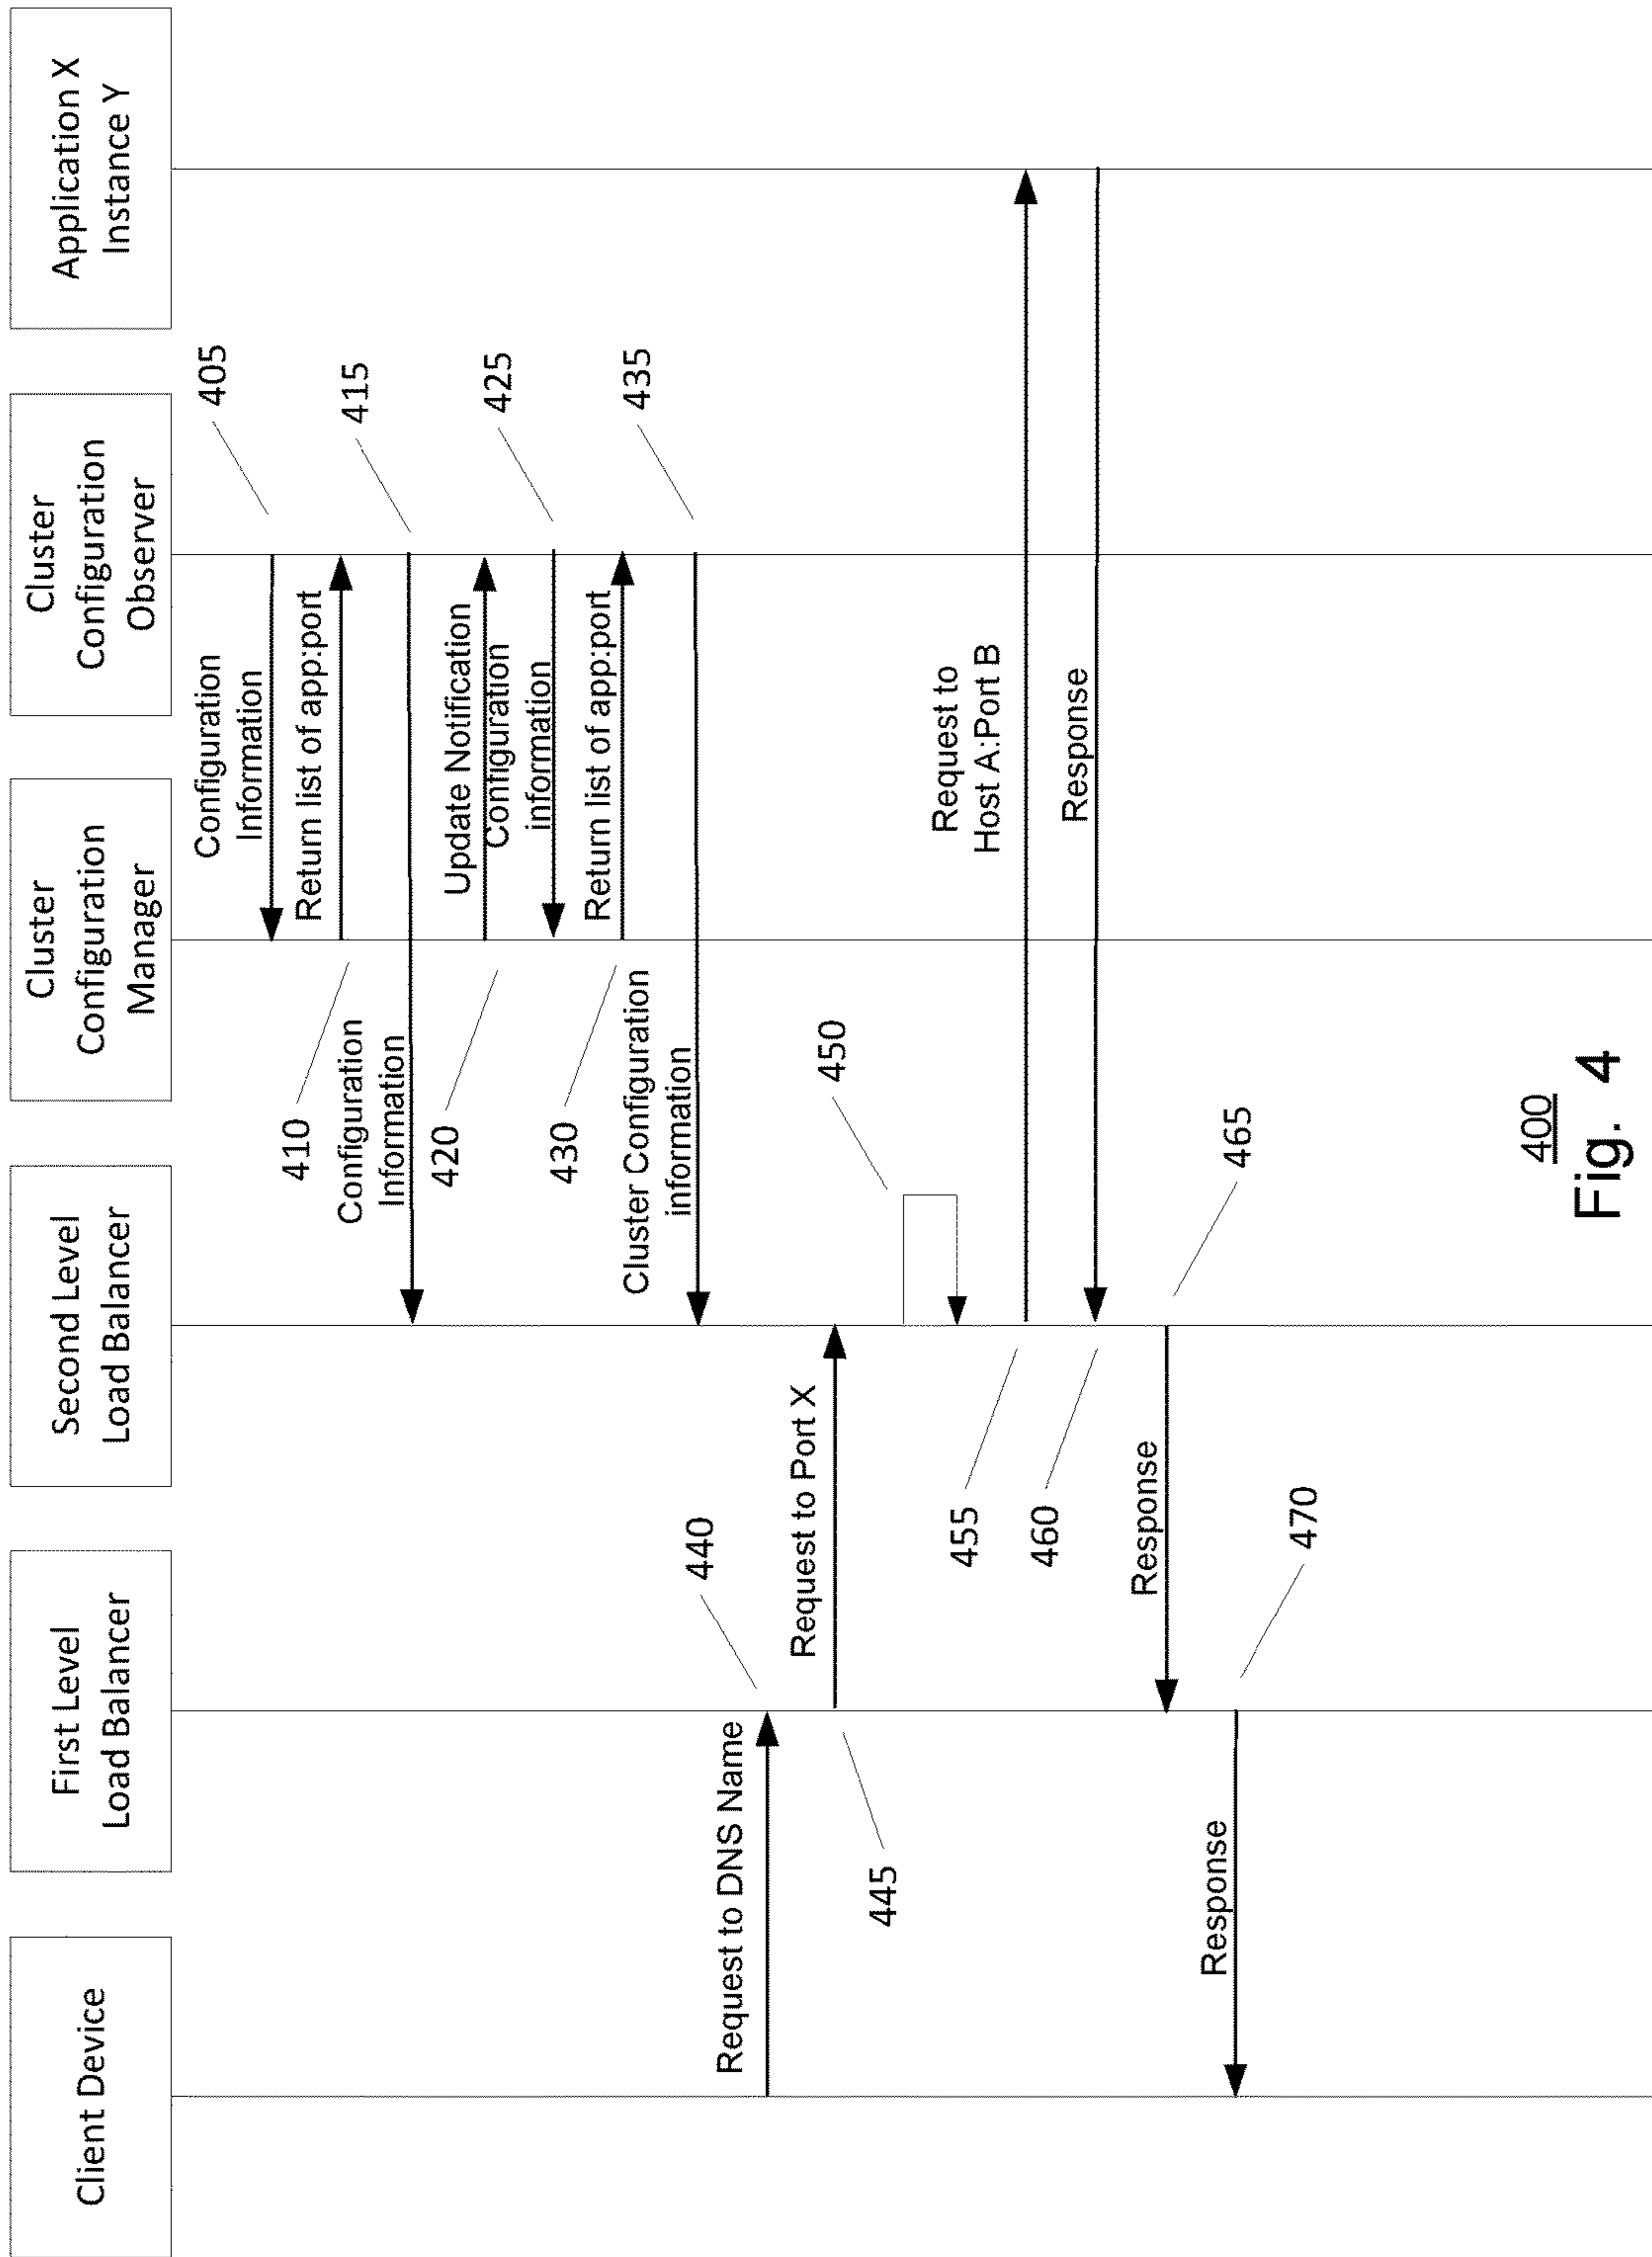 Client Device
First Level
Load Balancer
Second Level
Load Balancer
Cluster
Configuration
Manager
Cluster
Configuration
Observer
Application X
Instance Y
405
Configuration
Information
Return list of app:port
410
415
Configuration
Information
Update Notification
420
425
Configuration
information
Return list of app:port
430
435
Cluster Configuration
information
440
Request to DNS Name
Request to Port X
445
450
Request to
Host A:Port B
455
Response
460
465
Response
470
Response
400
Fig. 4